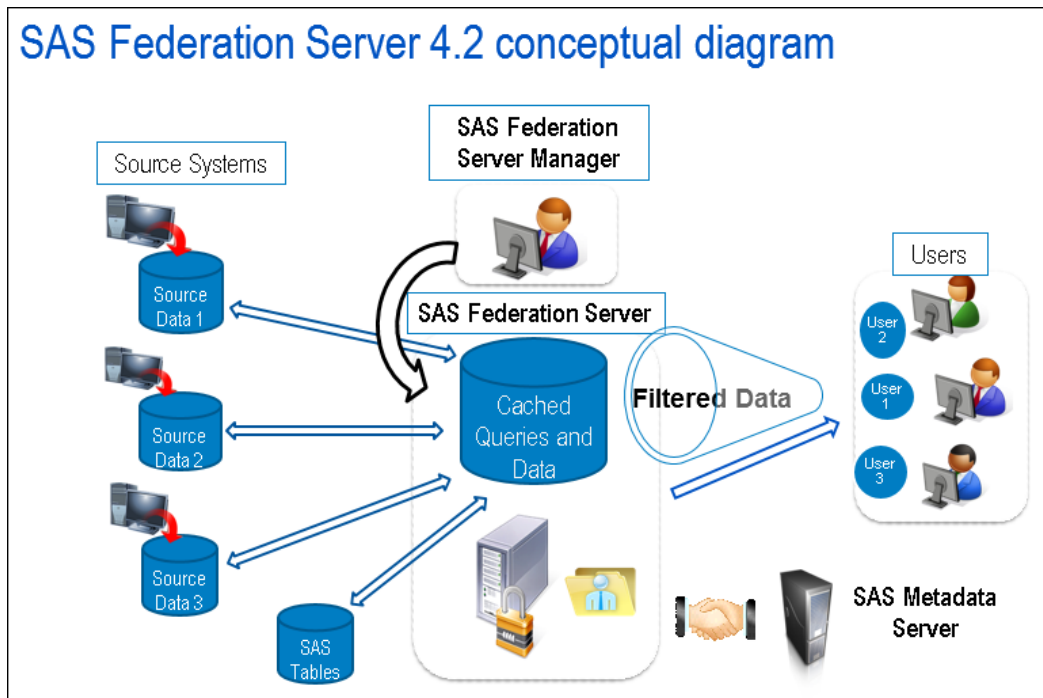 SAS Federation Server 4.2 conceptual diagram
SAS Federation
Server Manager
Source Systems
Users
Source
Data 1
SAS Federation Server
User
2
Filtered Data
User
1
Cached
Queries and
Data
Source
Data 2
User
3
Source
Data 3
SAS Metadata
Server
SAS
Tables